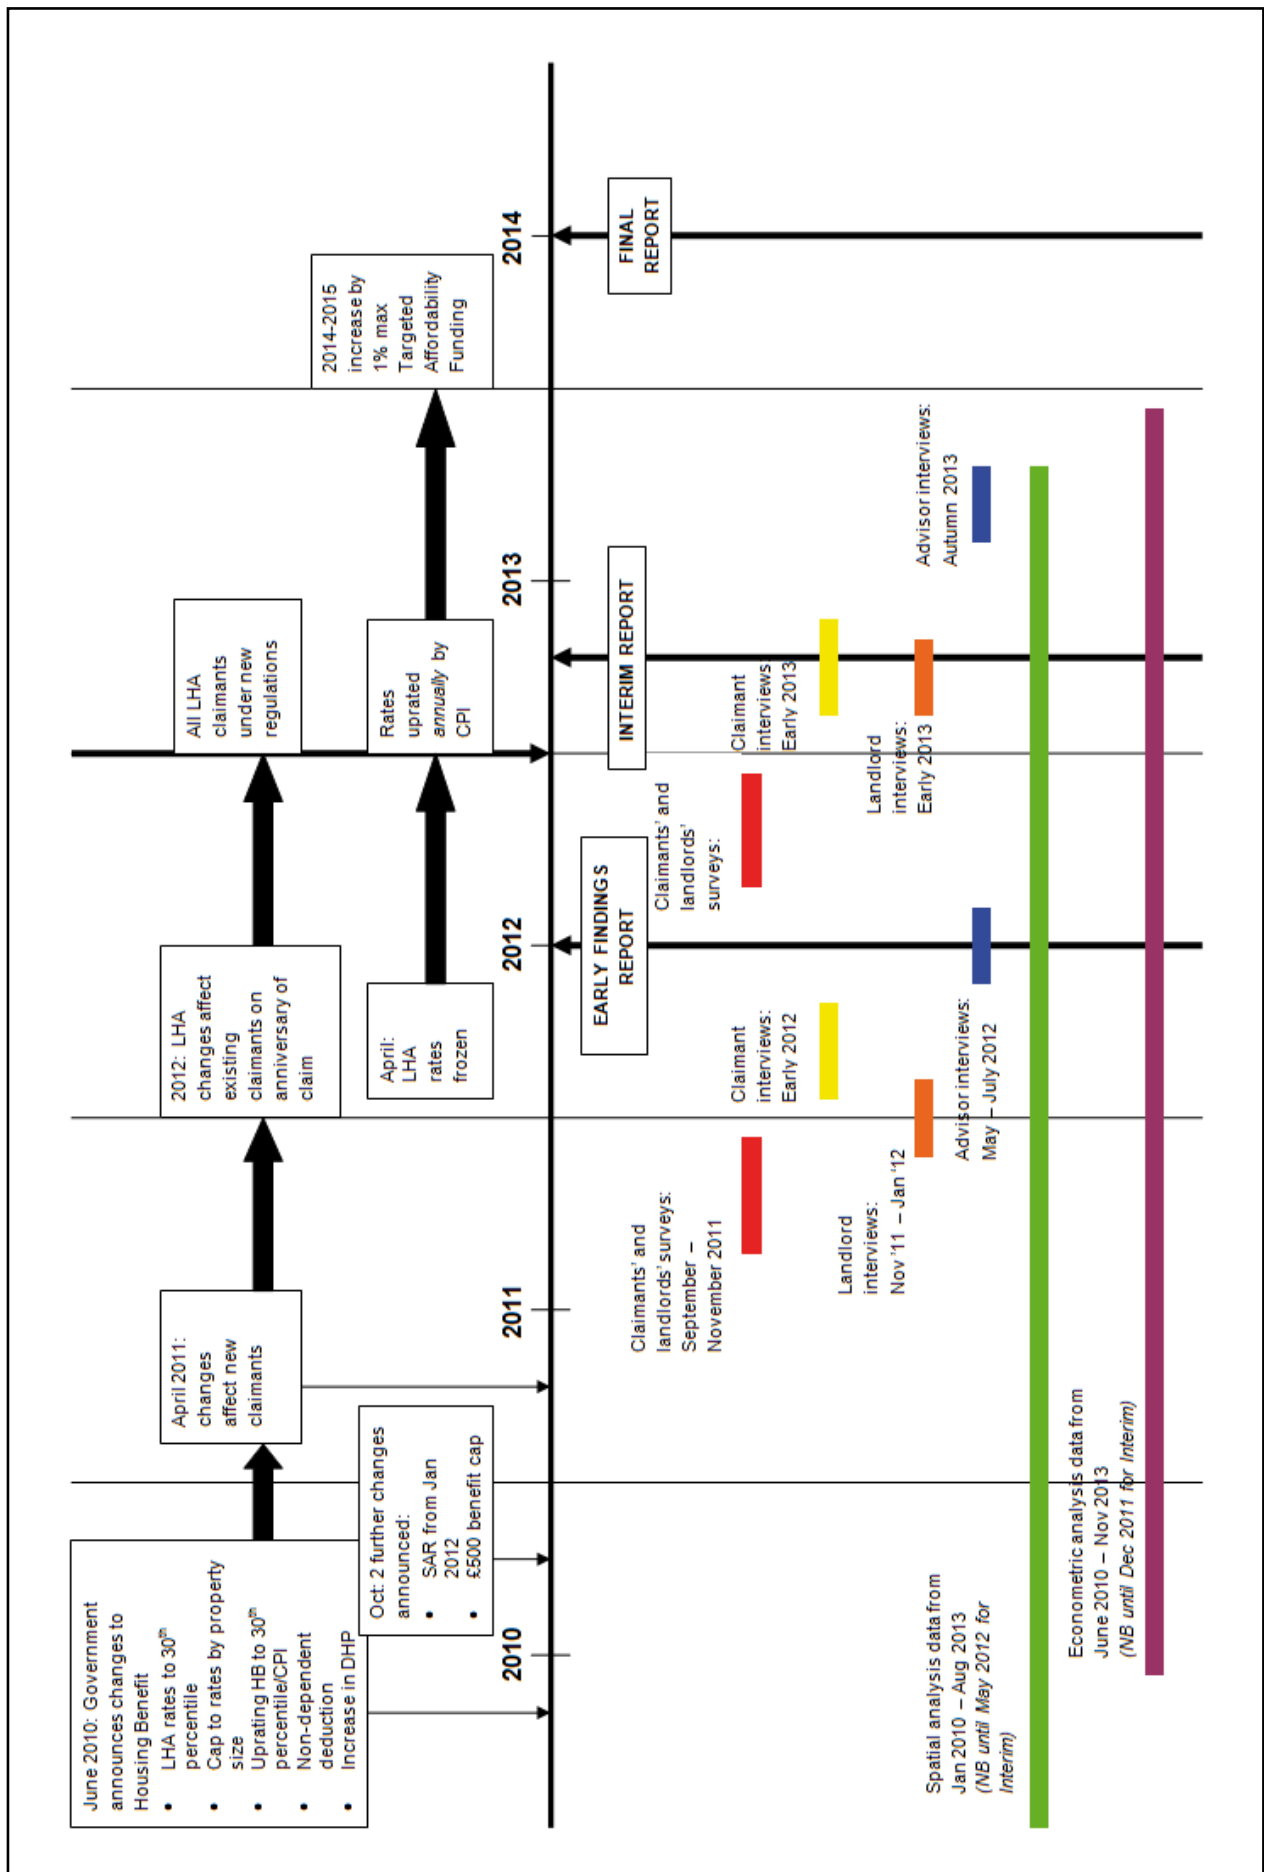 June 2010: Government
announces changes to
Housing Benefit
• LHA rates to 30th
percentile
• Cap to rates by property
size
• Uprating HB to 30th
percentile/CPI
• Non-dependent
deduction
• Increase in DHP
April 2011:
changes
affect new
claimants
2012: LHA
changes affect
existing
claimants on
anniversary of
claim
All LHA
claimants
under new
regulations
Oct: 2 further changes
announced:
• SAR from Jan
2012
• £500 benefit cap
April:
LHA
rates
frozen
Rates
uprated
annually by
CPI
2014-2015
increase by
1% max
Targeted
Affordability
Funding
2010
2011
2012
2013
2014
EARLY FINDINGS
REPORT
INTERIM REPORT
FINAL
REPORT
Claimants' and
landlords' surveys:
September –
November 2011
Claimants' and
landlords'
surveys:
Claimant
interviews:
Early 2012
Claimant
interviews:
Early 2013
Landlord
interviews:
Nov '11 – Jan '12
Landlord
interviews:
Early 2013
Advisor interviews:
May – July 2012
Advisor interviews:
Autumn 2013
Spatial analysis data from
Jan 2010 – Aug 2013
(NB until May 2012 for
Interim)
Econometric analysis data from
June 2010 – Nov 2013
(NB until Dec 2011 for Interim)